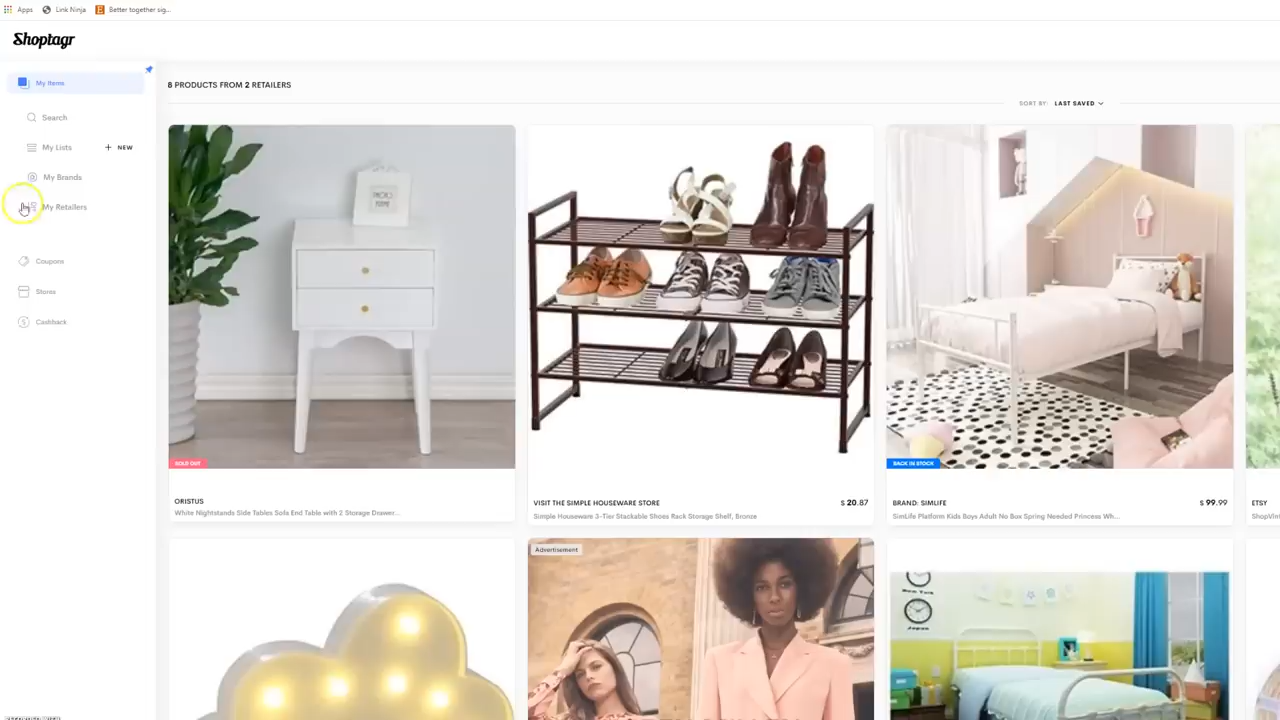 Apps
Link Ninja
Better together sig...
Shoptagr
My Items
Search
My Lists
+ NEW
My Brands
My Retailers
Coupons
Stores
Cashback
8 PRODUCTS FROM 2 RETAILERS
SORT BY: LAST SAVED
PHOTO
SOLD OUT
ORISTUS
White Nightstands Side Tables Sofa End Table with 2 Storage Drawer...
VISIT THE SIMPLE HOUSEWARE STORE
$ 20.87
Simple Houseware 3-Tier Stackable Shoes Rack Storage Shelf, Bronze
BACK IN STOCK
BRAND: SIMLIFE
$ 99.99
SimLife Platform Kids Boys Adult No Box Spring Needed Princess Wh...
ETSY
Advertisement
New York
Japan